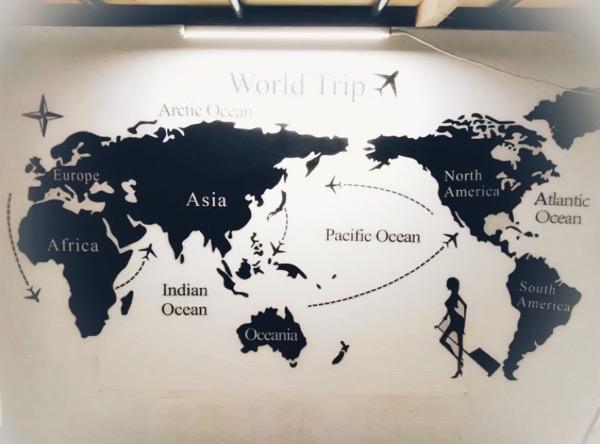 World Trip
Arctic Ocean
Europe
Asia
North
America
Atlantic
Ocean
Africa
Pacific Ocean
Indian
Ocean
South
America
Oceania